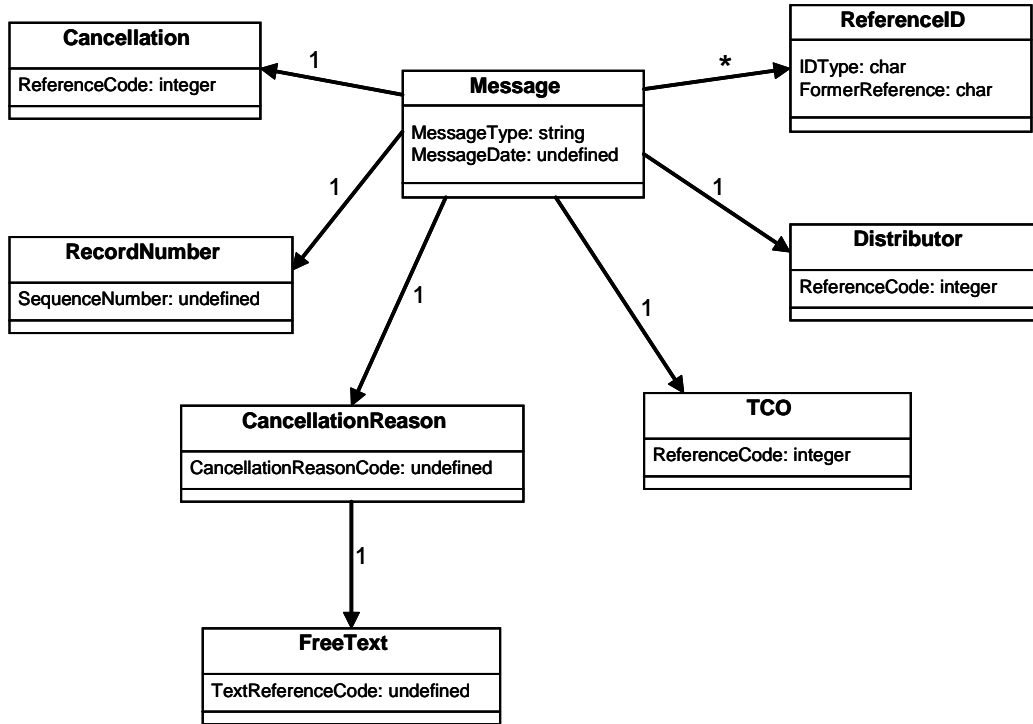 Cancellation
ReferenceCode: integer
1
Message
MessageType: string
MessageDate: undefined
*
ReferenceID
IDType: char
FormerReference: char
1
RecordNumber
SequenceNumber: undefined
1
Distributor
ReferenceCode: integer
1
CancellationReason
CancellationReasonCode: undefined
1
TCO
ReferenceCode: integer
1
FreeText
TextReferenceCode: undefined